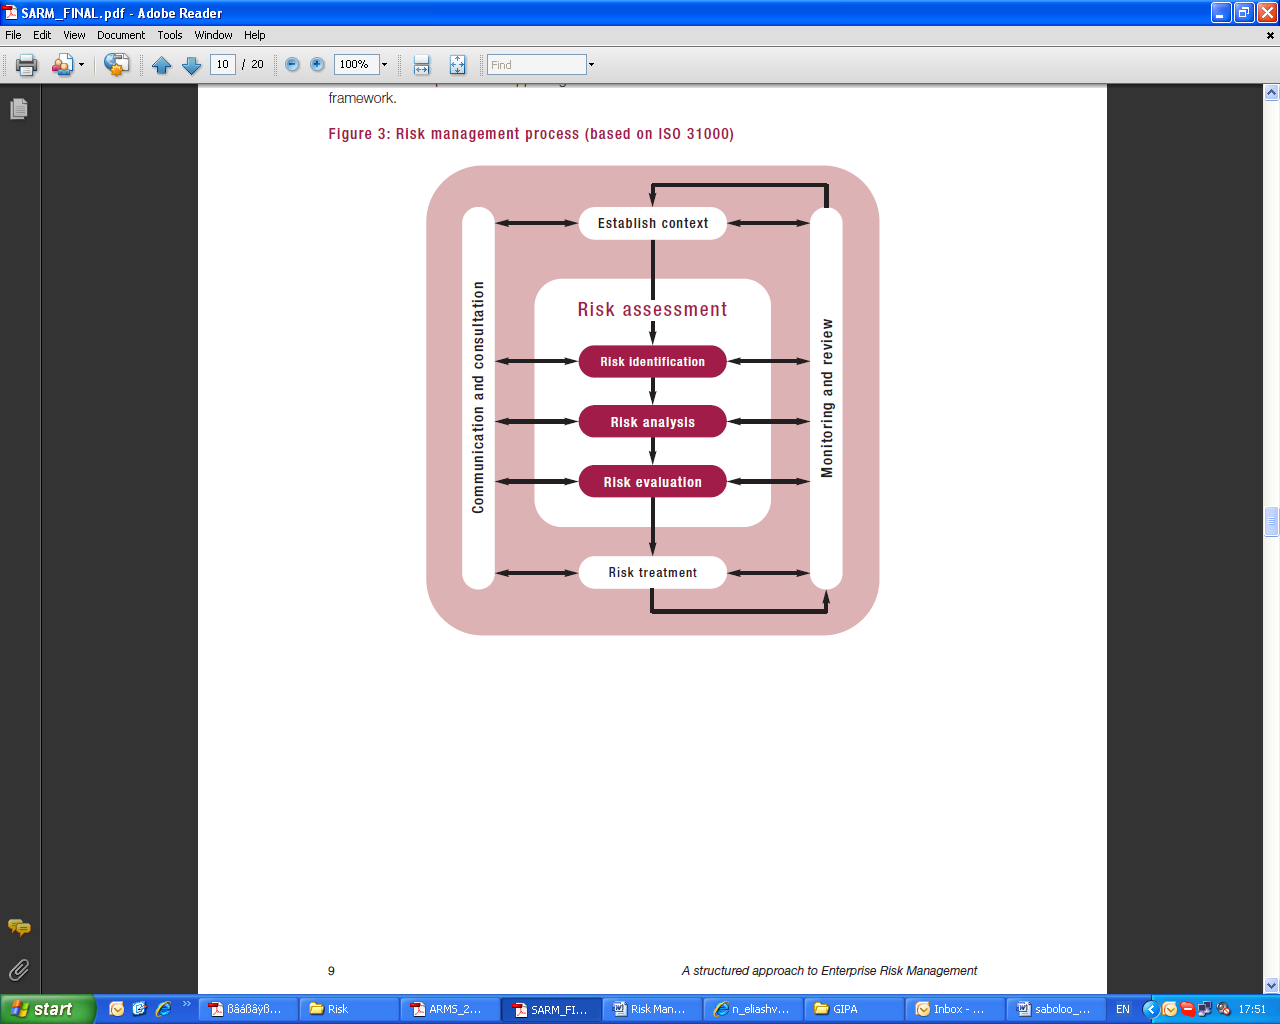 SARM_FINAL.pdf - Adobe Reader
File Edit View Document Tools Window Help
10 / 20 100% Find
framework.
Figure 3: Risk management process (based on ISO 31000)
Establish context
Communication and consultation
Risk assessment
Monitoring and review
Risk identification
Risk analysis
Risk evaluation
Risk treatment
9 A structured approach to Enterprise Risk Management
start Risk ARMS_2... SARM_FI... Risk Man... n_eliashv... GIPA Inbox - ... saboloo_... EN 17:51